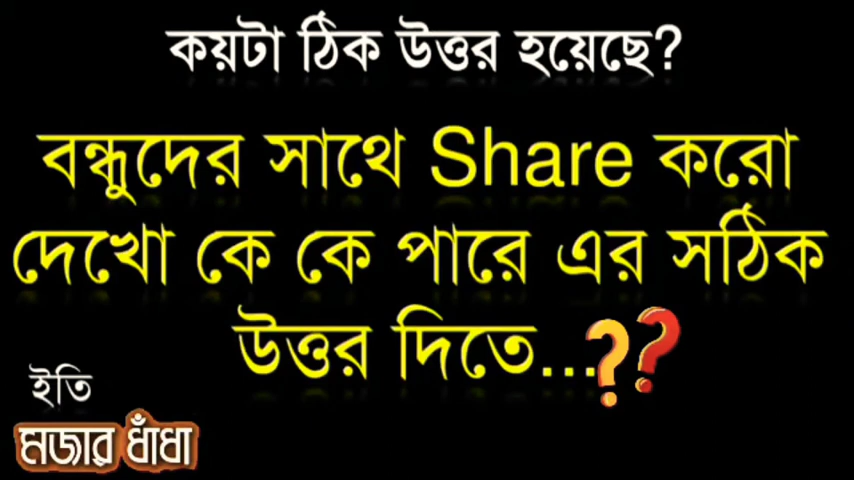 কয়টা ঠিক উত্তর হয়েছে?
বন্ধুদের সাথে Share করো
দেখো কে কে পারে এর সঠিক
উত্তর দিতে...??
ইতি
মজার ধাঁধা